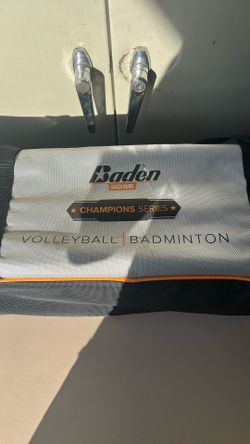 Baden
BACKYARD
CHAMPIONS SERIES
VOLLEYBALL | BADMINTON